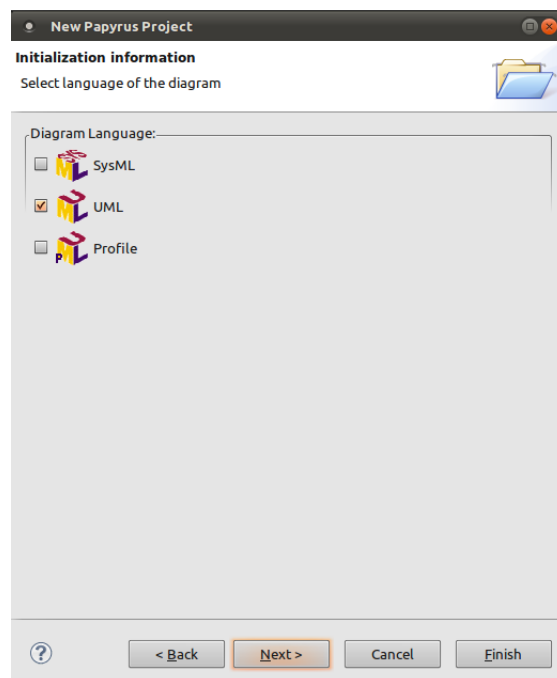 New Papyrus Project
Initialization information
Select language of the diagram
Diagram Language:
SysML
UML
Profile
?
< Back
Next >
Cancel
Finish